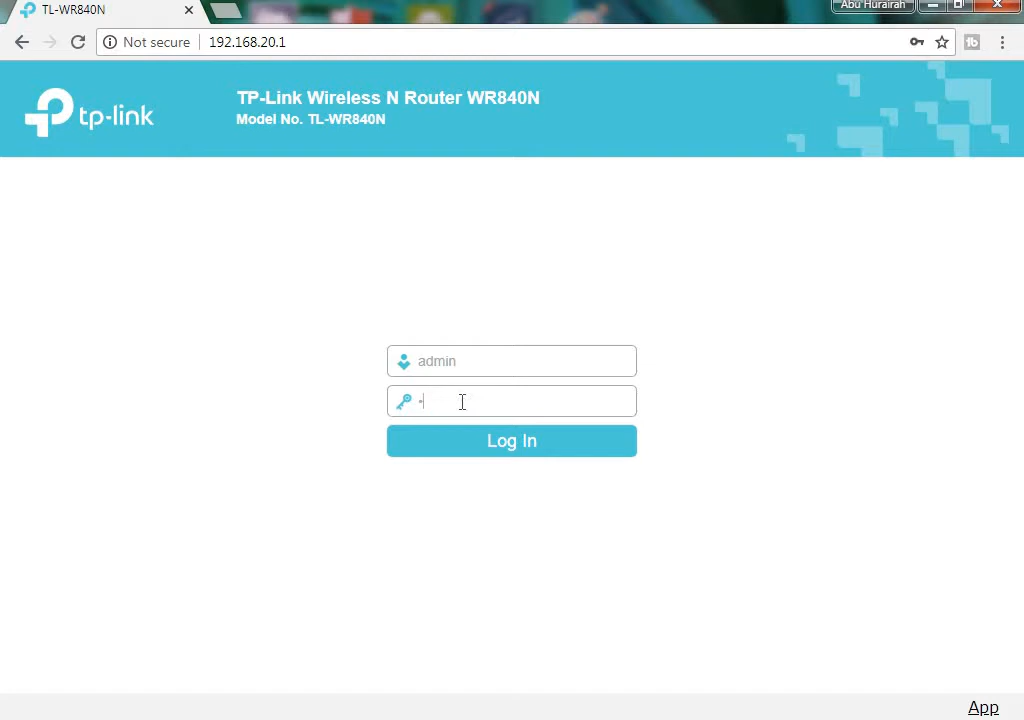 TL-WR840N
Abu Hurairah
Not secure
192.168.20.1
tp-link
TP-Link Wireless N Router WR840N
Model No. TL-WR840N
admin
Log In
App